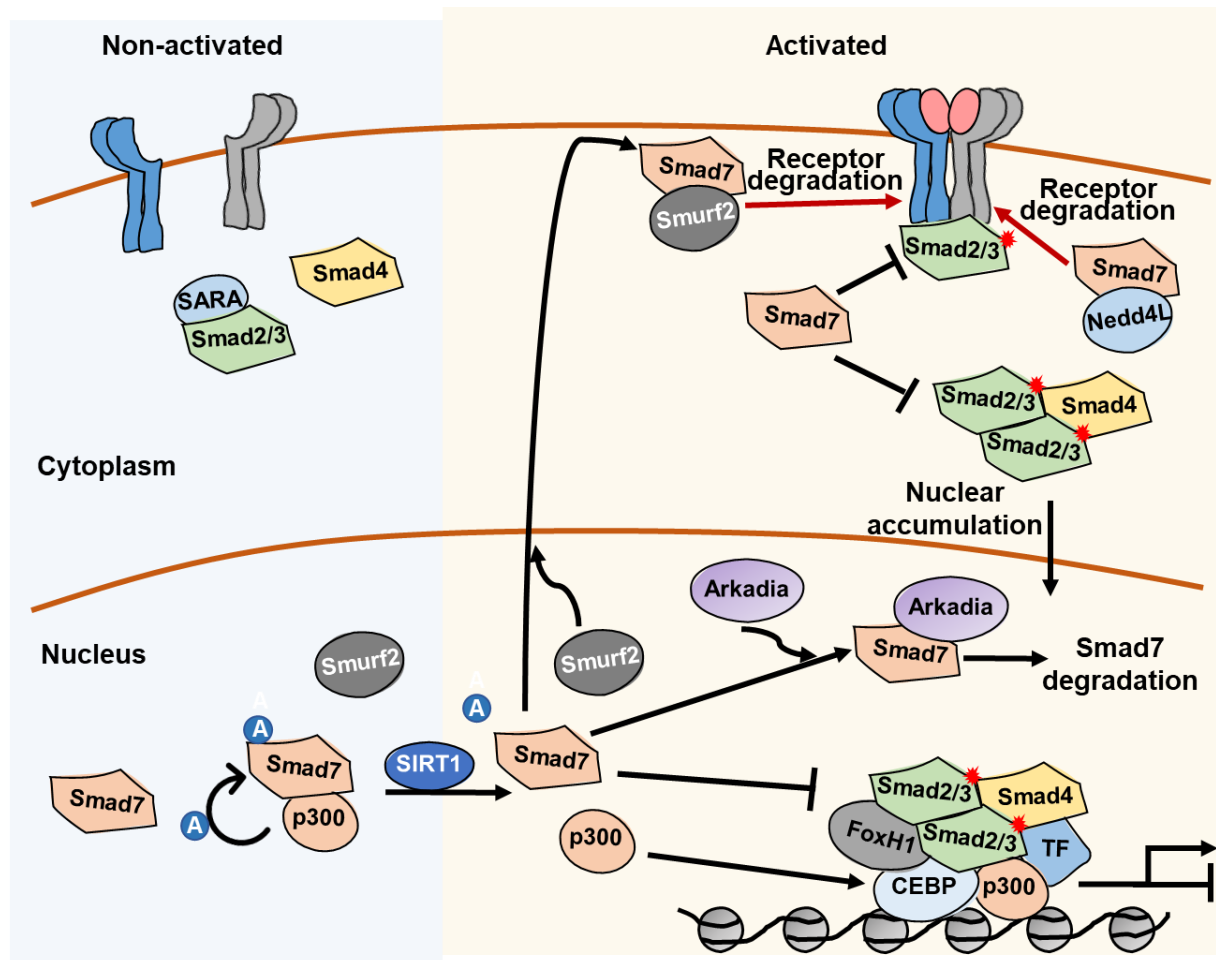 Non-activated
Activated
Smad7
Smurf2
Receptor
degradation
Receptor
degradation
Smad2/3
Smad7
Nedd4L
Smad4
SARA
Smad2/3
Smad7
Smad2/3
Smad4
Smad2/3
Cytoplasm
Nuclear
accumulation
Arkadia
Arkadia
Smad7
Smad7
degradation
Nucleus
Smurf2
Smurf2
A
A
A
A
Smad7
SIRT1
Smad7
Smad7
A
p300
p300
Smad2/3
Smad4
FoxH1
Smad2/3
TF
CEBP
p300